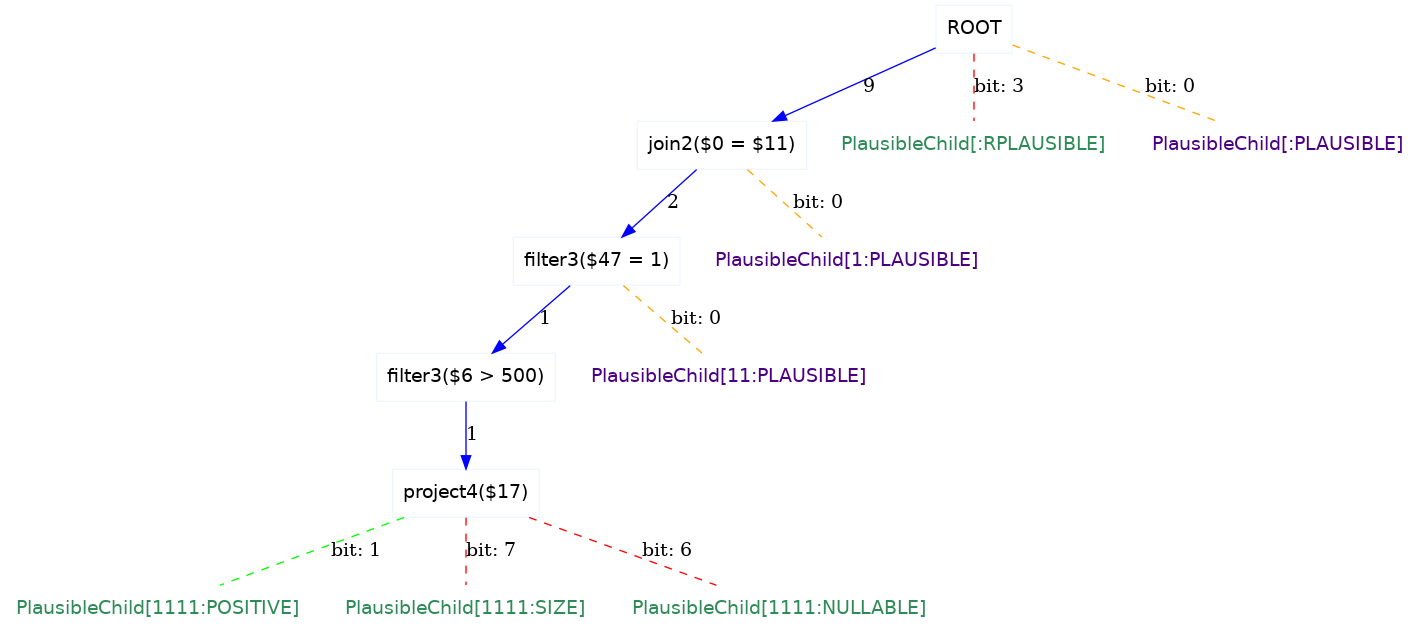 ROOT
9
bit: 3
bit: 0
join2($0 = $11)
PlausibleChild[:RPLAUSIBLE]
PlausibleChild[:PLAUSIBLE]
2
bit: 0
filter3($47 = 1)
PlausibleChild[1:PLAUSIBLE]
1
bit: 0
filter3($6 > 500)
PlausibleChild[11:PLAUSIBLE]
1
project4($17)
bit: 1
bit: 7
bit: 6
PlausibleChild[1111:POSITIVE]
PlausibleChild[1111:SIZE]
PlausibleChild[1111:NULLABLE]